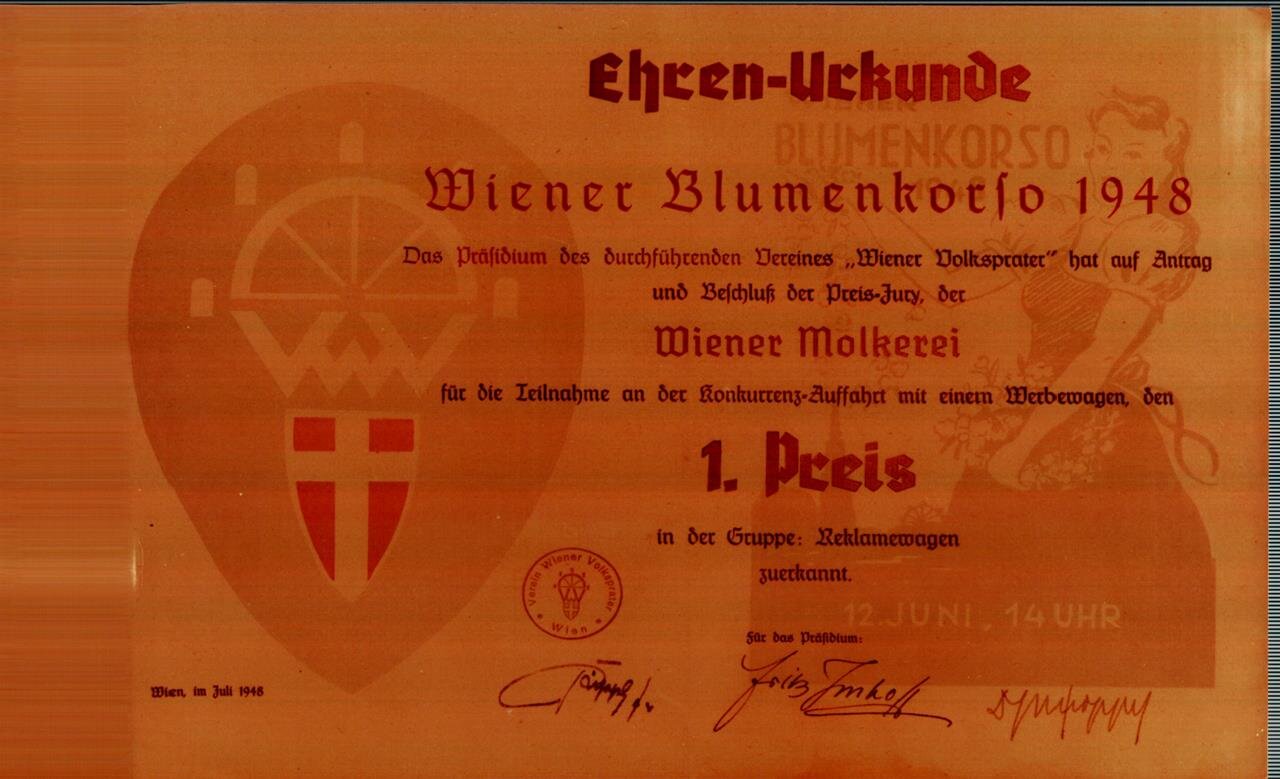 Ehren-Urkunde
BLUMENKORSO
1948
Wiener Blumenkorſo 1948
Das Präſidium des durchführenden Vereines „Wiener Volksprater“ hat auf Antrag
und Beſchluß der Preis-Jury, der
Wiener Molkerei
für die Teilnahme an der Konkurrenz-Auffahrt mit einem Werbewagen, den
1. Preis
in der Gruppe: Reklamewagen
zuerkannt.
Verein Wiener Volksprater
Wien
12. JUNI 14 UHR
Für das Präſidium:
Wien, im Juli 1948
Fritz Imhoff